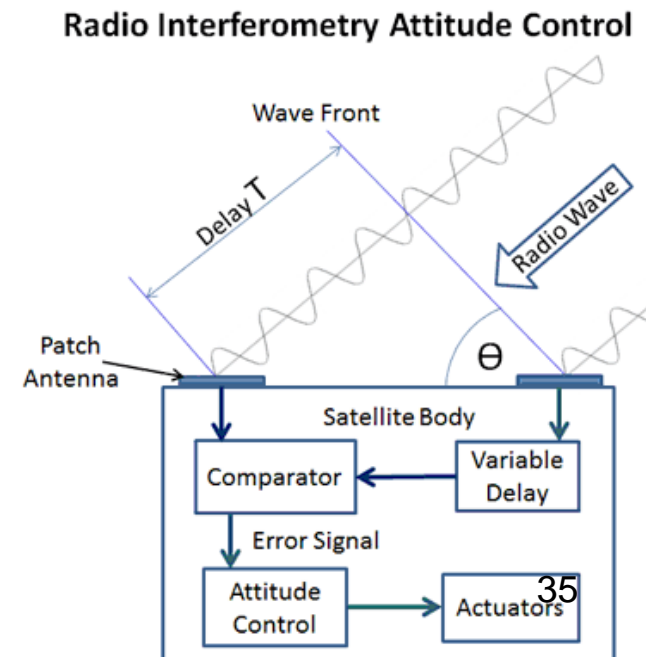 Radio Interferometry Attitude Control
Wave Front
Delay T
Radio Wave
Patch
Antenna
Θ
Satellite Body
Comparator
Variable
Delay
Error Signal
Attitude
Control
Actuators
35